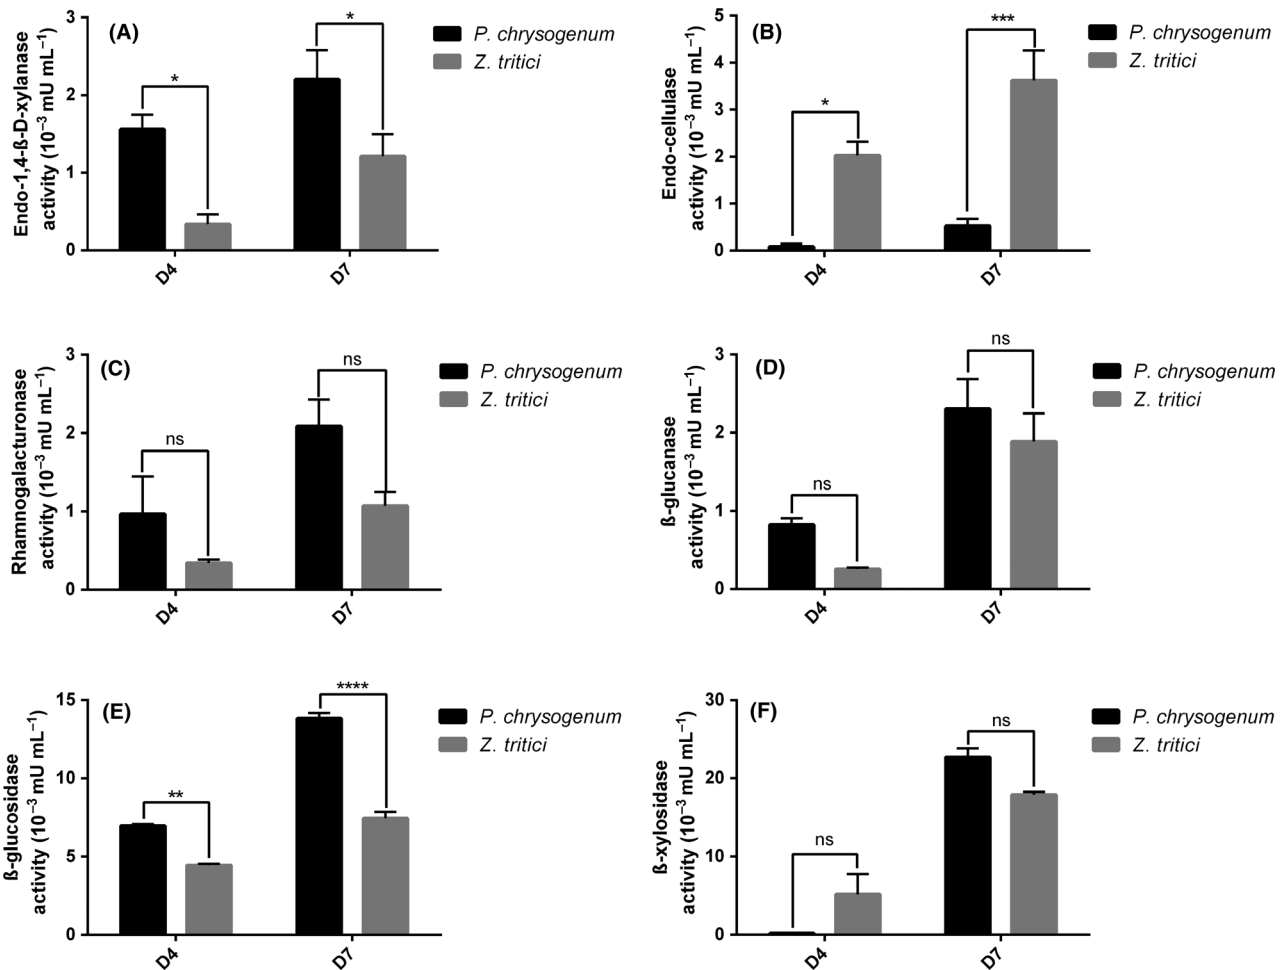 (A)
Endo-1,4-ß-D-xylanase
activity (10⁻³ mU mL⁻¹)
3
2
1
0
*
*
D4
D7
P. chrysogenum
Z. tritici
(B)
Endo-cellulase
activity (10⁻³ mU mL⁻¹)
5
4
3
2
1
0
*
***
D4
D7
P. chrysogenum
Z. tritici
(C)
Rhamnogalacturonase
activity (10⁻³ mU mL⁻¹)
3
2
1
0
ns
ns
D4
D7
P. chrysogenum
Z. tritici
(D)
ß-glucanase
activity (10⁻³ mU mL⁻¹)
3
2
1
0
ns
ns
D4
D7
P. chrysogenum
Z. tritici
(E)
ß-glucosidase
activity (10⁻³ mU mL⁻¹)
15
10
5
0
**
****
D4
D7
P. chrysogenum
Z. tritici
(F)
ß-xylosidase
activity (10⁻³ mU mL⁻¹)
30
20
10
0
ns
ns
D4
D7
P. chrysogenum
Z. tritici